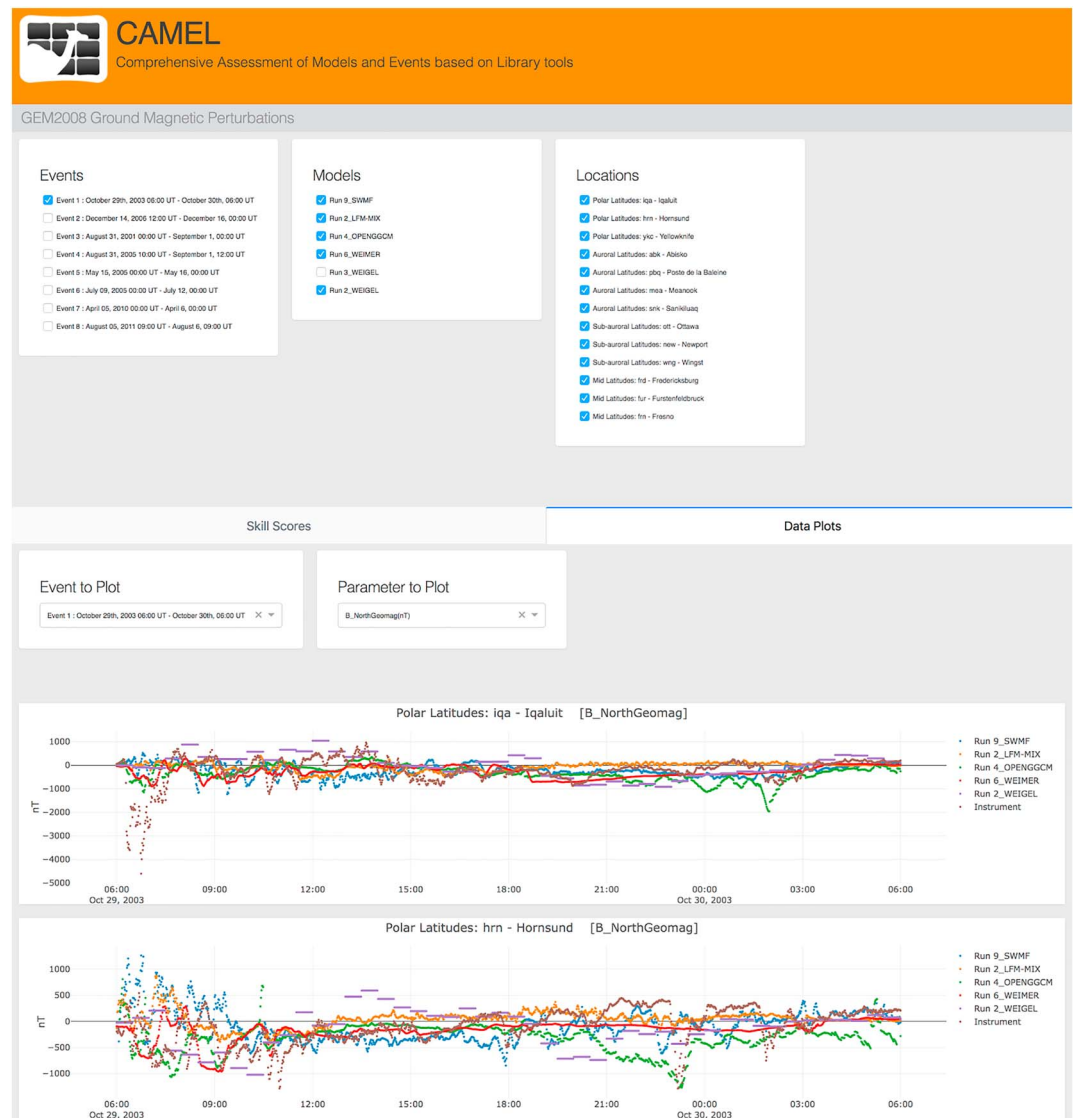 CAMEL
Comprehensive Assessment of Models and Events based on Library tools
GEM2008 Ground Magnetic Perturbations
Events
Event 1 : October 29th, 2003 06:00 UT - October 30th, 06:00 UT
Event 2 : December 14, 2006 12:00 UT - December 16, 00:00 UT
Event 3 : August 31, 2001 00:00 UT - September 1, 00:00 UT
Event 4 : August 31, 2005 10:00 UT - September 1, 12:00 UT
Event 5 : May 15, 2005 00:00 UT - May 16, 00:00 UT
Event 6 : July 09, 2005 00:00 UT - July 12, 00:00 UT
Event 7 : April 05, 2010 00:00 UT - April 6, 00:00 UT
Event 8 : August 05, 2011 09:00 UT - August 6, 09:00 UT
Models
Run 9_SWMF
Run 2_LFM-MIX
Run 4_OPENGGCM
Run 6_WEIMER
Run 3_WEIGEL
Run 2_WEIGEL
Locations
Polar Latitudes: iqa - Iqaluit
Polar Latitudes: hrn - Hornsund
Polar Latitudes: ykc - Yellowknife
Auroral Latitudes: abk - Abisko
Auroral Latitudes: pbq - Poste de la Baleine
Auroral Latitudes: mea - Meanook
Auroral Latitudes: snk - Sanikiluaq
Sub-auroral Latitudes: ott - Ottawa
Sub-auroral Latitudes: new - Newport
Sub-auroral Latitudes: wng - Wingst
Mid Latitudes: frd - Fredericksburg
Mid Latitudes: fur - Furstenfeldbruck
Mid Latitudes: frn - Fresno
Skill Scores
Data Plots
Event to Plot
Event 1 : October 29th, 2003 06:00 UT - October 30th, 06:00 UT
Parameter to Plot
B_NorthGeomag(nT)
Polar Latitudes: iqa - Iqaluit [B_NorthGeomag]
1000
0
−1000
−2000
−3000
−4000
−5000
nT
06:00 09:00 12:00 15:00 18:00 21:00 00:00 03:00 06:00
Oct 29, 2003 Oct 30, 2003
Run 9_SWMF
Run 2_LFM-MIX
Run 4_OPENGGCM
Run 6_WEIMER
Run 2_WEIGEL
Instrument
Polar Latitudes: hrn - Hornsund [B_NorthGeomag]
1000
500
0
−500
−1000
nT
06:00 09:00 12:00 15:00 18:00 21:00 00:00 03:00 06:00
Oct 29, 2003 Oct 30, 2003
Run 9_SWMF
Run 2_LFM-MIX
Run 4_OPENGGCM
Run 6_WEIMER
Run 2_WEIGEL
Instrument